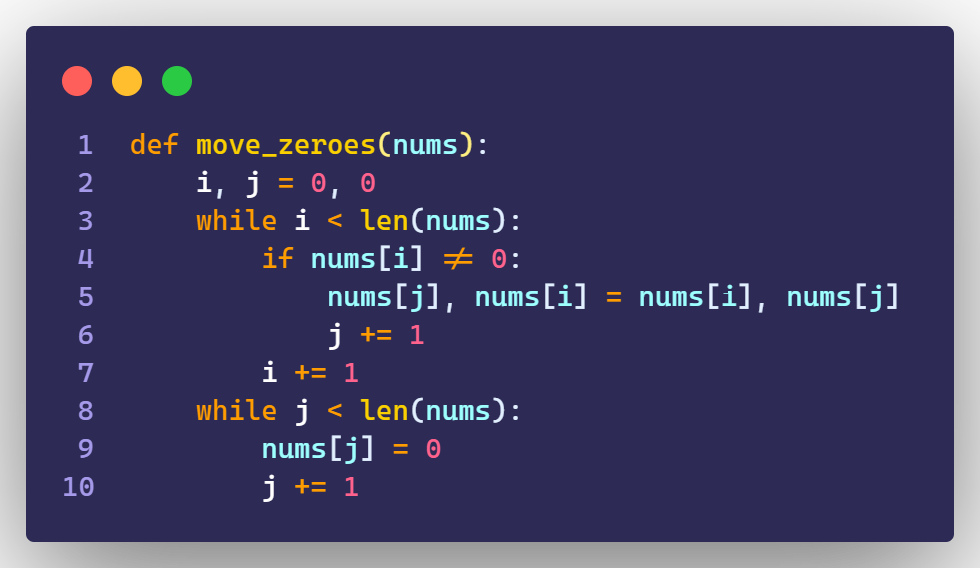 1 def move_zeroes(nums):
2     i, j = 0, 0
3     while i < len(nums):
4         if nums[i] != 0:
5             nums[j], nums[i] = nums[i], nums[j]
6             j += 1
7         i += 1
8     while j < len(nums):
9         nums[j] = 0
10         j += 1